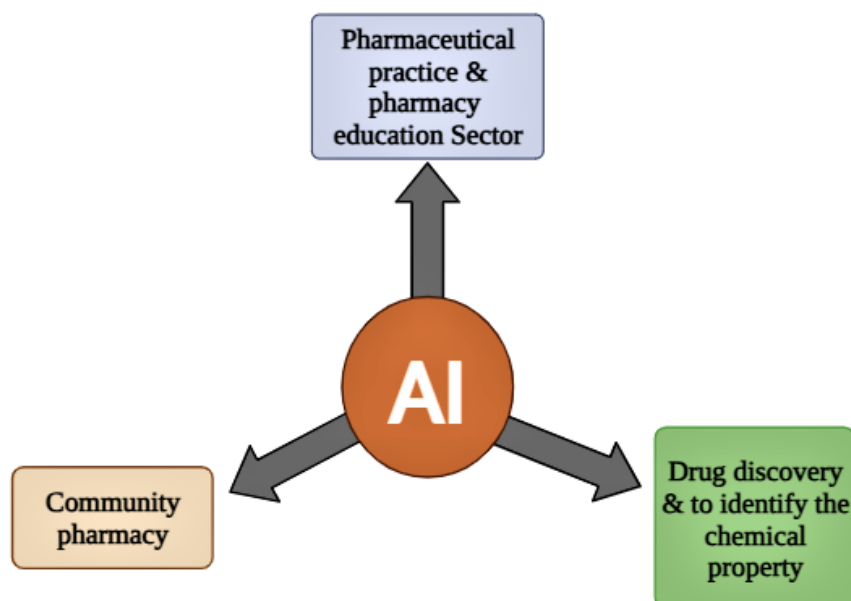 Pharmaceutical
practice &
pharmacy
education Sector
AI
Community
pharmacy
Drug discovery
& to identify the
chemical
property